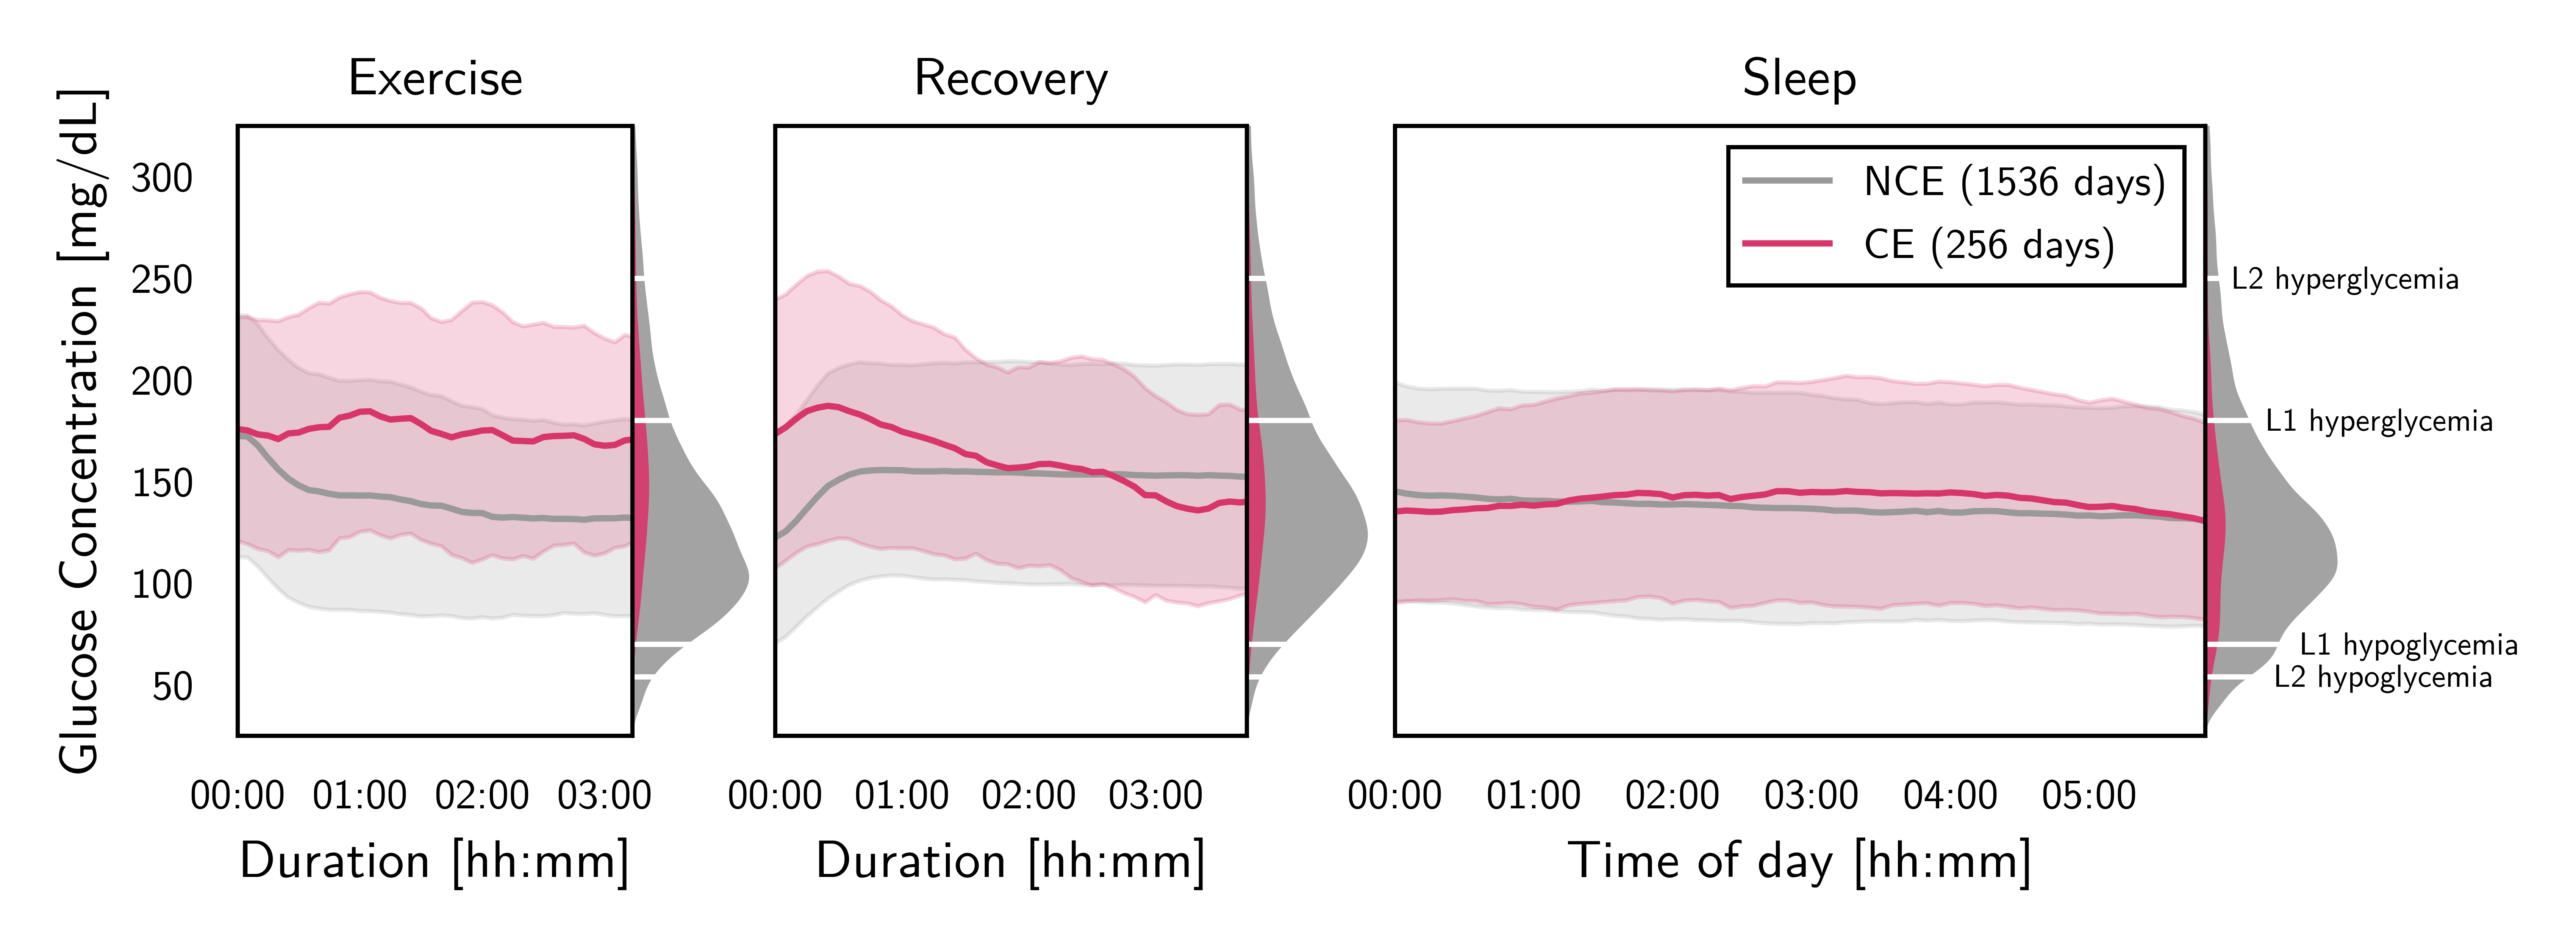 Exercise
Recovery
Sleep
Glucose Concentration [mg/dL]
300
250
200
150
100
50
NCE (1536 days)
CE (256 days)
L2 hyperglycemia
L1 hyperglycemia
L1 hypoglycemia
L2 hypoglycemia
00:00 01:00 02:00 03:00
00:00 01:00 02:00 03:00
00:00 01:00 02:00 03:00 04:00 05:00
Duration [hh:mm]
Duration [hh:mm]
Time of day [hh:mm]